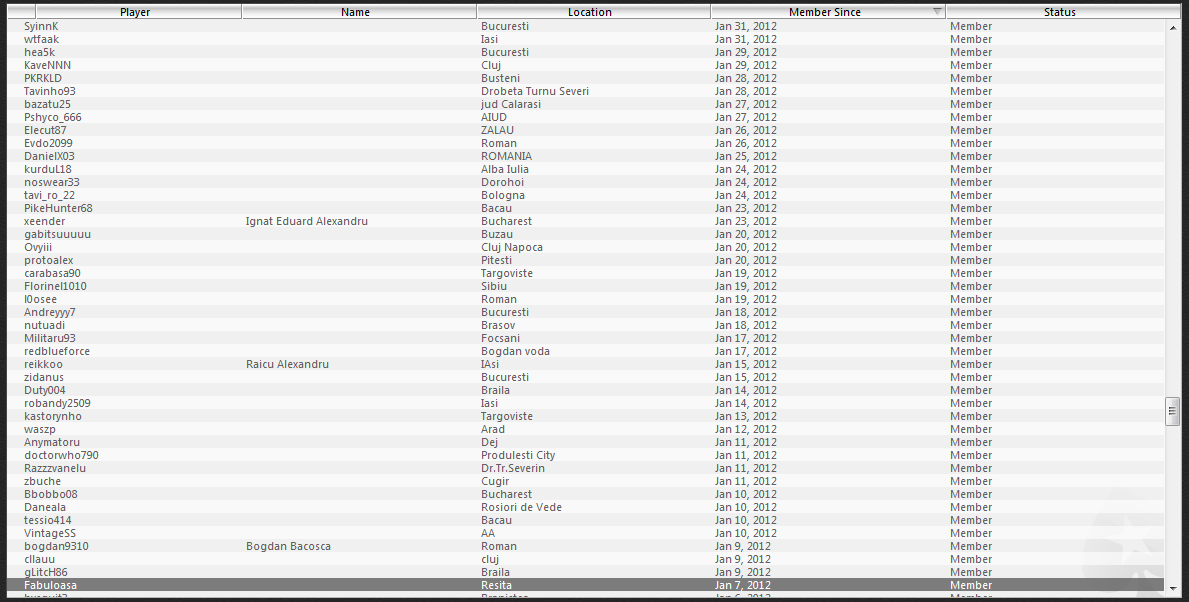 Player Name Location Member Since Status
SyinnK Bucuresti Jan 31, 2012 Member
wtfaak Iasi Jan 31, 2012 Member
hea5k Bucuresti Jan 29, 2012 Member
KaveNNN Cluj Jan 29, 2012 Member
PKRKLD Busteni Jan 28, 2012 Member
Tavinho93 Drobeta Turnu Severi Jan 28, 2012 Member
bazatu25 jud Calarasi Jan 27, 2012 Member
Pshyco_666 AIUD Jan 27, 2012 Member
Elecut87 ZALAU Jan 26, 2012 Member
Evdo2099 Roman Jan 26, 2012 Member
DanielX03 ROMANIA Jan 25, 2012 Member
kurduL18 Alba Iulia Jan 24, 2012 Member
noswear33 Dorohoi Jan 24, 2012 Member
tavi_ro_22 Bologna Jan 24, 2012 Member
PikeHunter68 Bacau Jan 23, 2012 Member
xeender Ignat Eduard Alexandru Bucharest Jan 23, 2012 Member
gabitsuuuuu Buzau Jan 20, 2012 Member
Ovyiii Cluj Napoca Jan 20, 2012 Member
protoalex Pitesti Jan 20, 2012 Member
carabasa90 Targoviste Jan 19, 2012 Member
Florinel1010 Sibiu Jan 19, 2012 Member
l0osee Roman Jan 19, 2012 Member
Andreyyy7 Bucuresti Jan 18, 2012 Member
nutuadi Brasov Jan 18, 2012 Member
Militaru93 Focsani Jan 17, 2012 Member
redblueforce Bogdan voda Jan 17, 2012 Member
reikkoo Raicu Alexandru IAsi Jan 15, 2012 Member
zidanus Bucuresti Jan 15, 2012 Member
Duty004 Braila Jan 14, 2012 Member
robandy2509 Iasi Jan 14, 2012 Member
kastorynho Targoviste Jan 13, 2012 Member
waszp Arad Jan 12, 2012 Member
Anymatoru Dej Jan 11, 2012 Member
doctorwho790 Produlesti City Jan 11, 2012 Member
Razzzvanelu Dr.Tr.Severin Jan 11, 2012 Member
zbuche Cugir Jan 11, 2012 Member
Bbobbo08 Bucharest Jan 10, 2012 Member
Daneala Rosiori de Vede Jan 10, 2012 Member
tessio414 Bacau Jan 10, 2012 Member
VintageSS AA Jan 10, 2012 Member
bogdan9310 Bogdan Bacosca Roman Jan 9, 2012 Member
cllauu cluj Jan 9, 2012 Member
gLitcH86 Braila Jan 9, 2012 Member
Fabuloasa Resita Jan 7, 2012 Member